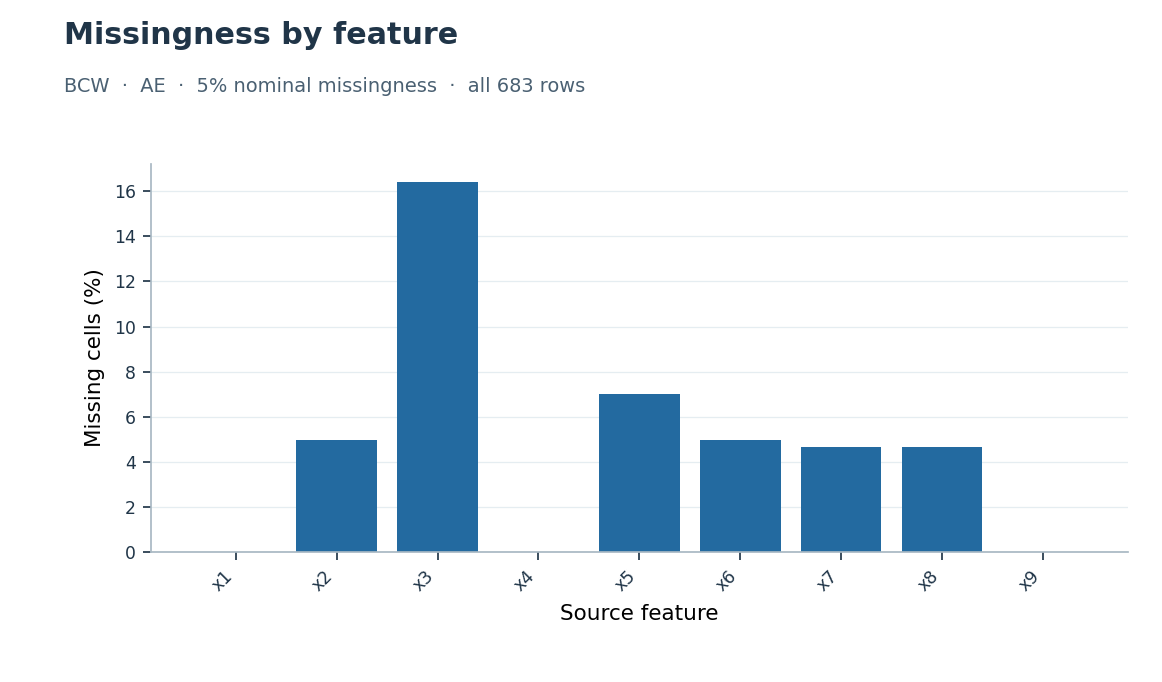 Missingness by feature
BCW · AE · 5% nominal missingness · all 683 rows
Missing cells (%)
16
14
12
10
8
6
4
2
0
x1 x2 x3 x4 x5 x6 x7 x8 x9
Source feature